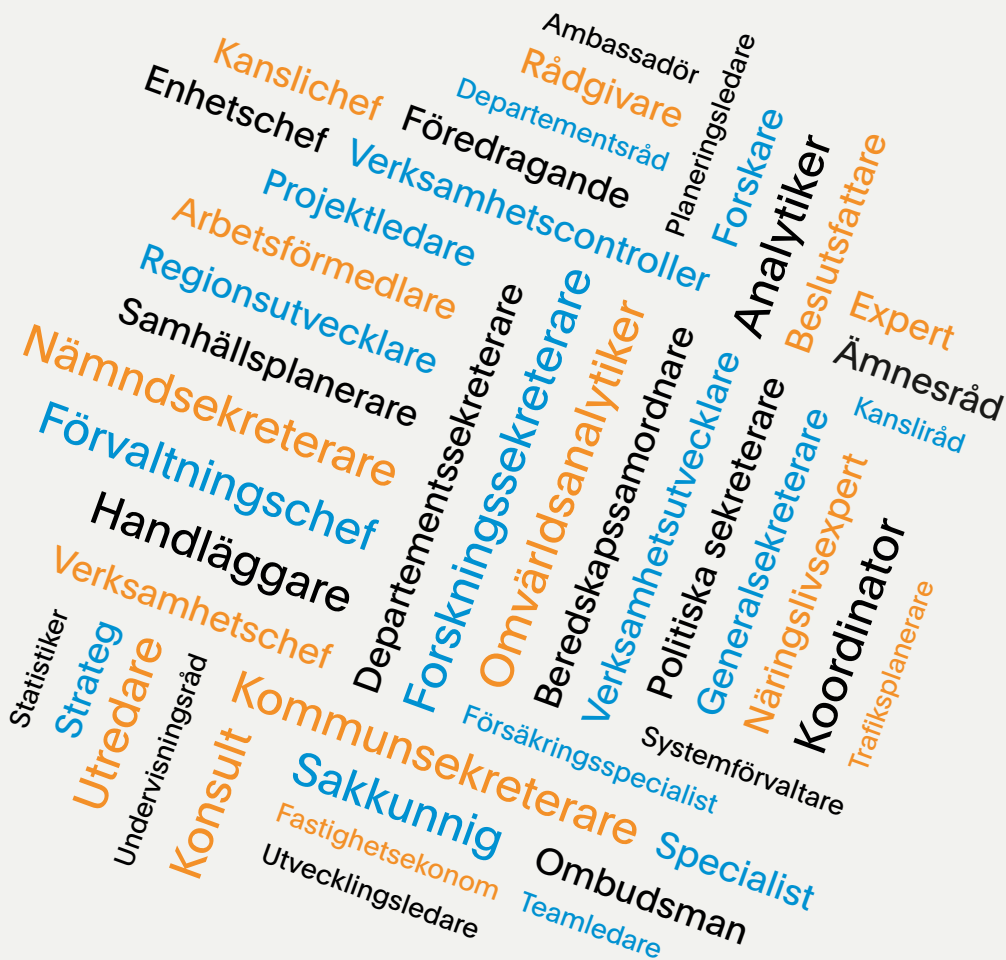 Ambassadör
Rådgivare
Departementsråd
Planeringsledare
Kanslichef
Enhetschef
Föredragande
Verksamhetscontroller
Forskare
Analytiker
Beslutsfattare
Projektledare
Arbetsförmedlare
Regionsutvecklare
Samhällsplanerare
Expert
Ämnesråd
Kansliråd
Nämndsekreterare
Förvaltningschef
Handläggare
Verksamhetschef
Departementssekreterare
Forskningssekreterare
Omvärldsanalytiker
Beredskapssamordnare
Verksamhetsutvecklare
Politiska sekreterare
Generalsekreterare
Näringslivsexpert
Koordinator
Trafiksplanerare
Statistiker
Strateg
Utredare
Undervisningsråd
Konsult
Kommunsekreterare
Försäkringsspecialist
Systemförvaltare
Sakkunnig
Fastighetsekonom
Utvecklingsledare
Specialist
Ombudsman
Teamledare